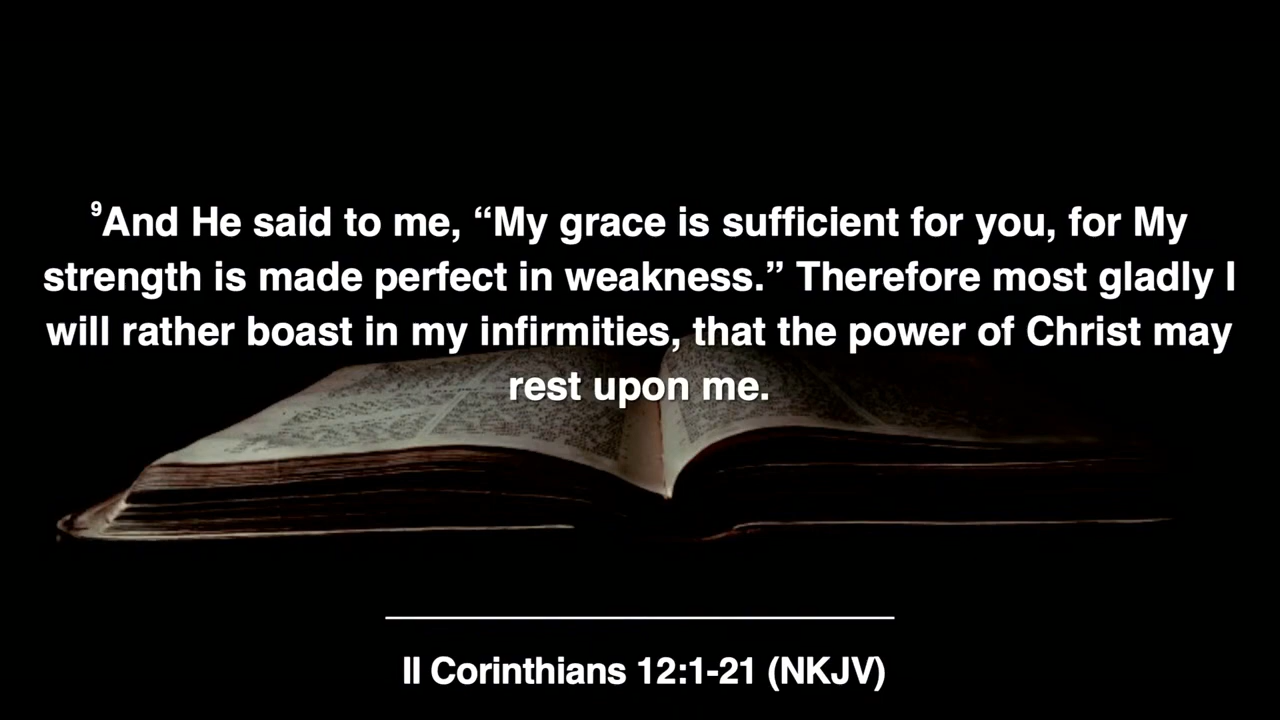 ⁹And He said to me, “My grace is sufficient for you, for My
strength is made perfect in weakness.” Therefore most gladly I
will rather boast in my infirmities, that the power of Christ may
rest upon me.
II Corinthians 12:1-21 (NKJV)